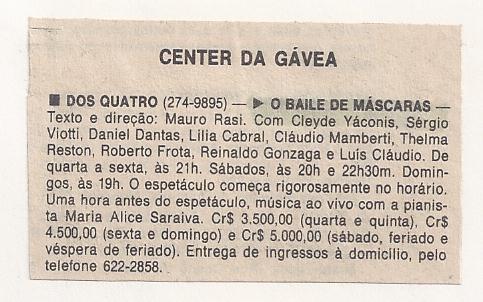 CENTER DA GÁVEA
■ DOS QUATRO (274-9895) — ► O BAILE DE MÁSCARAS —
Texto e direção: Mauro Rasi. Com Cleyde Yáconis, Sérgio
Viotti, Daniel Dantas, Lilia Cabral, Cláudio Mamberti, Thelma
Reston, Roberto Frota, Reinaldo Gonzaga e Luís Cláudio. De
quarta a sexta, às 21h. Sábados, às 20h e 22h30m. Domin-
gos, às 19h. O espetáculo começa rigorosamente no horário.
Uma hora antes do espetáculo, música ao vivo com a pianis-
ta Maria Alice Saraiva. Cr$ 3.500,00 (quarta e quinta), Cr$
4.500,00 (sexta e domingo) e Cr$ 5.000,00 (sábado, feriado e
véspera de feriado). Entrega de ingressos à domicílio, pelo
telefone 622-2858.